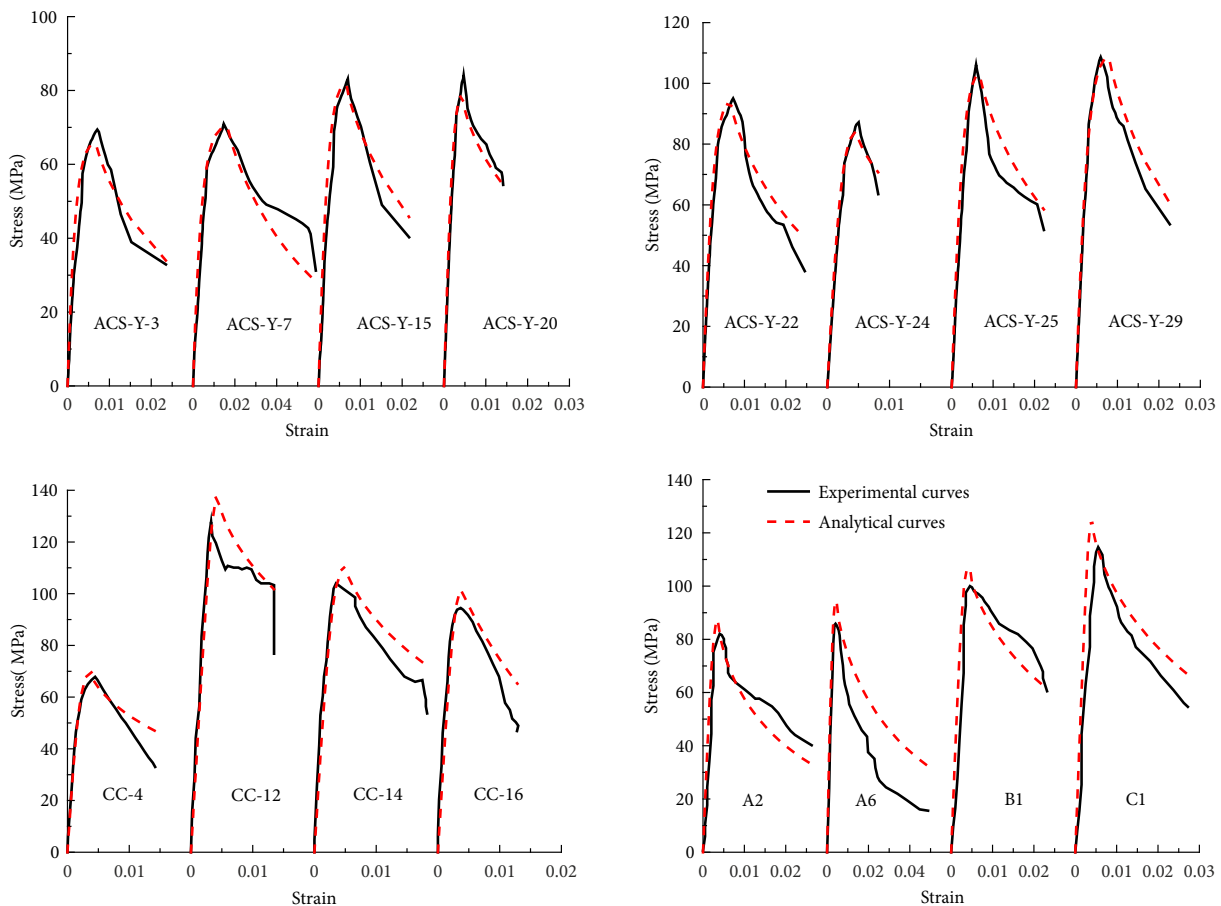 100
80
60
40
20
0
Stress (MPa)
ACS-Y-3
ACS-Y-7
ACS-Y-15
ACS-Y-20
0 0.01 0.02 0 0.02 0.04 0 0.01 0.02 0 0.01 0.02 0.03
Strain
120
100
80
60
40
20
0
Stress (MPa)
ACS-Y-22
ACS-Y-24
ACS-Y-25
ACS-Y-29
0 0.01 0.02 0 0.01 0 0.01 0.02 0 0.01 0.02 0.03
Strain
140
120
100
80
60
40
20
0
Stress( MPa)
CC-4
CC-12
CC-14
CC-16
0 0.01 0 0.01 0 0.01 0 0.01 0.02
Strain
140
120
100
80
60
40
20
0
Stress (MPa)
Experimental curves
Analytical curves
A2
A6
B1
C1
0 0.01 0.02 0 0.02 0.04 0 0.01 0.02 0 0.01 0.02 0.03
Strain